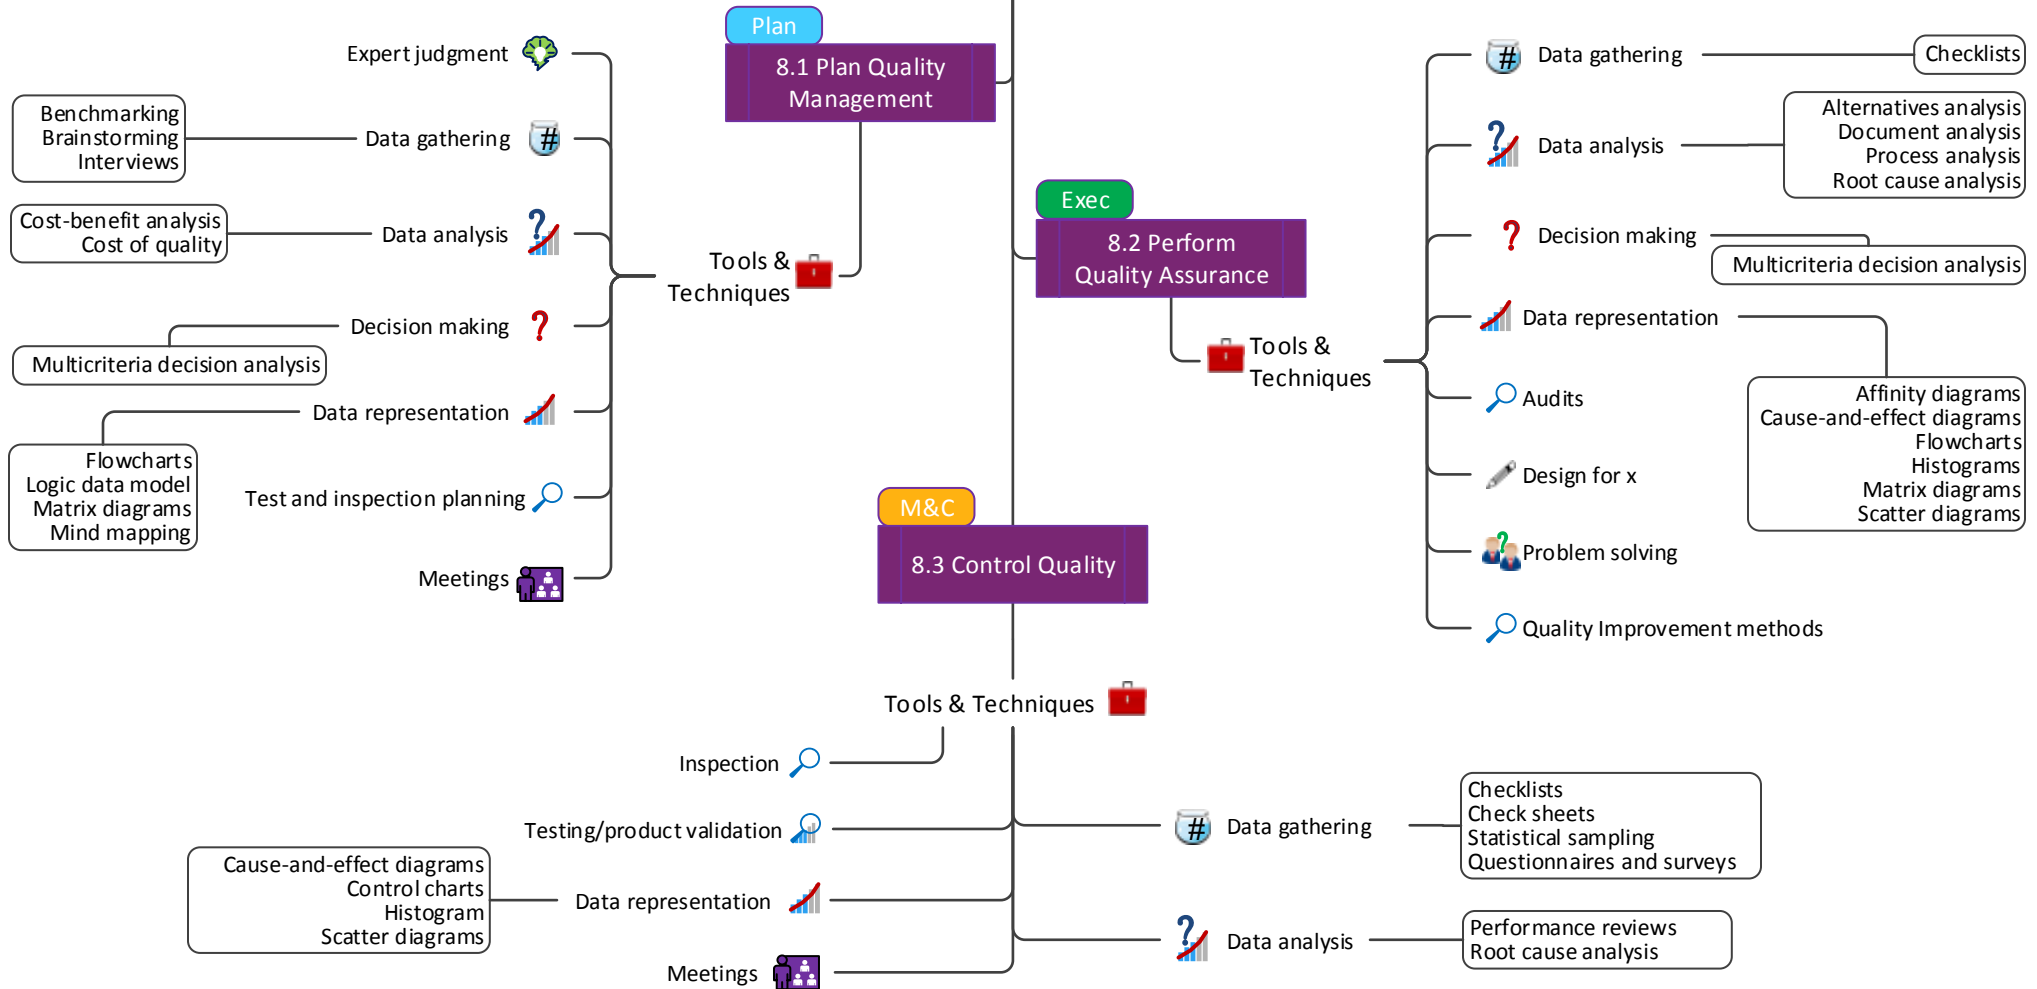 Plan
8.1 Plan Quality
Management
Expert judgment
Benchmarking
Brainstorming
Interviews
Data gathering
#
Cost-benefit analysis
Cost of quality
Data analysis
?
Tools &
Techniques
Decision making
?
Multicriteria decision analysis
Data representation
Flowcharts
Logic data model
Matrix diagrams
Mind mapping
Test and inspection planning
Meetings
Exec
8.2 Perform
Quality Assurance
Tools &
Techniques
#
Data gathering
Checklists
?
Data analysis
Alternatives analysis
Document analysis
Process analysis
Root cause analysis
?
Decision making
Multicriteria decision analysis
Data representation
Affinity diagrams
Cause-and-effect diagrams
Flowcharts
Histograms
Matrix diagrams
Scatter diagrams
Audits
Design for x
?
Problem solving
Quality Improvement methods
M&C
8.3 Control Quality
Tools & Techniques
Inspection
Testing/product validation
Cause-and-effect diagrams
Control charts
Histogram
Scatter diagrams
Data representation
Meetings
#
Data gathering
Checklists
Check sheets
Statistical sampling
Questionnaires and surveys
?
Data analysis
Performance reviews
Root cause analysis